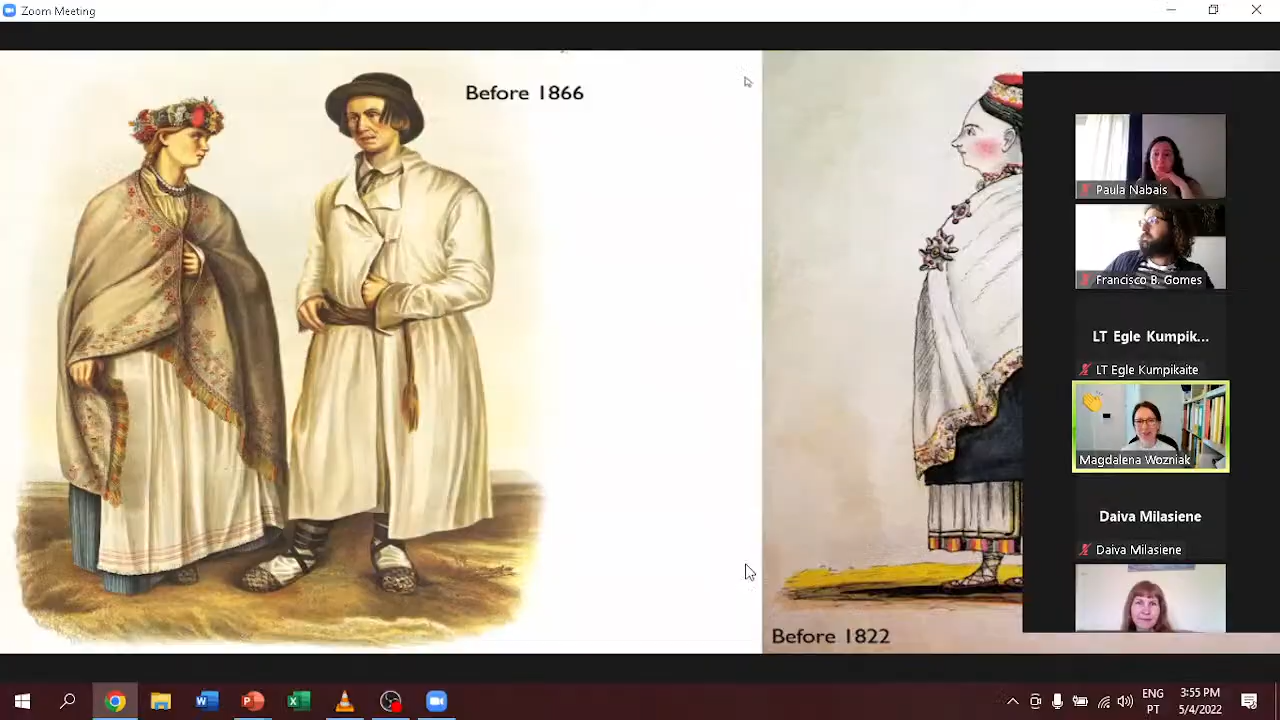 Zoom Meeting
Before 1866
Before 1822
Paula Nabais
Francisco B. Gomes
LT Egle Kumpik...
LT Egle Kumpikaite
Magdalena Wozniak
Daiva Milasiene
Daiva Milasiene
ENG
PT
3:55 PM
5/4/2022